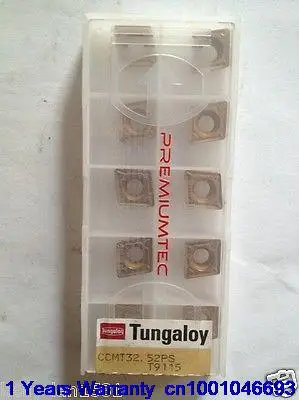 PREMIUMTEC
Tungaloy
Tungaloy
CCMT32.52PS
T9115
1 Years Warranty cn1001046693